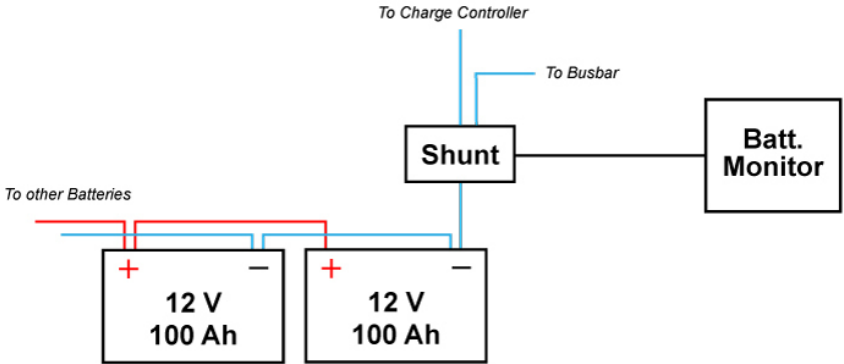 To Charge Controller
To Busbar
Shunt
Batt.
Monitor
To other Batteries
+ – + –
12 V
100 Ah
12 V
100 Ah